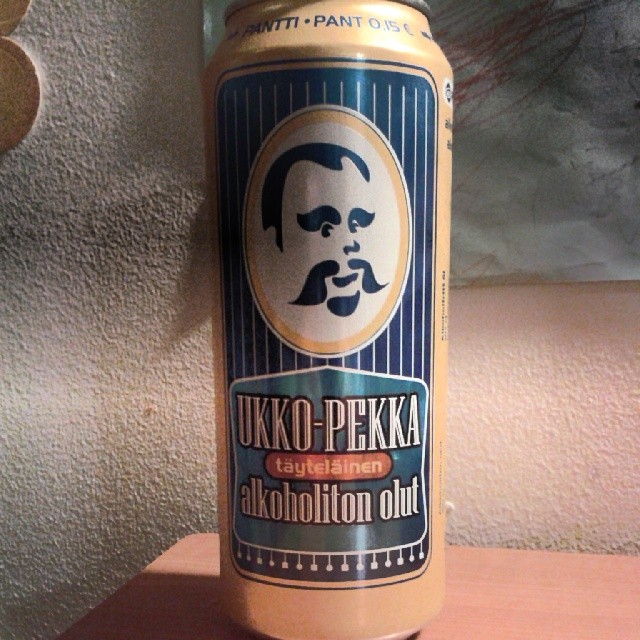 PANTTI • PANT 0,15 €
UKKO-PEKKA
täyteläinen
alkoholiton olut